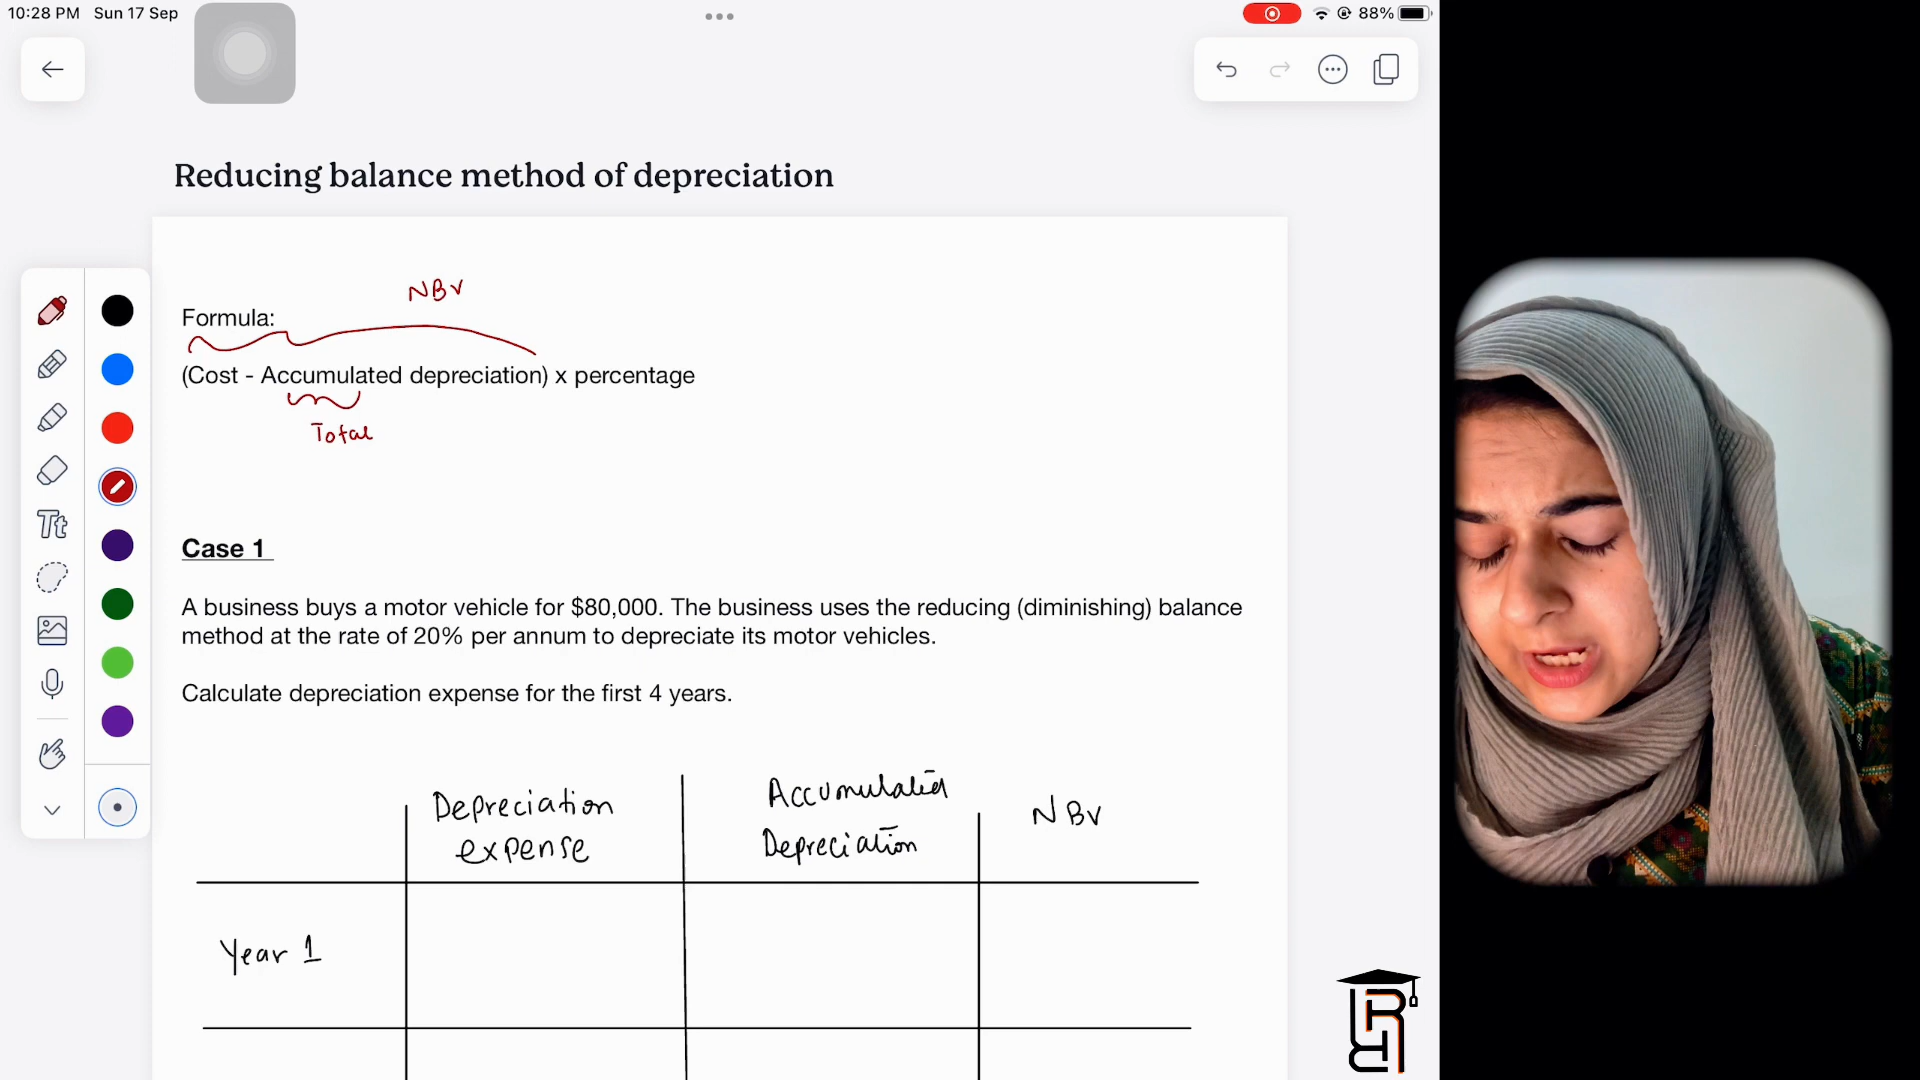 10:28 PM Sun 17 Sep
88%
Reducing balance method of depreciation
NBV
Formula:
(Cost - Accumulated depreciation) x percentage
Total
Tt
Case 1
A business buys a motor vehicle for $80,000. The business uses the reducing (diminishing) balance
method at the rate of 20% per annum to depreciate its motor vehicles.
Calculate depreciation expense for the first 4 years.
Depreciation expense
Accumulated Depreciation
NBV
Year 1